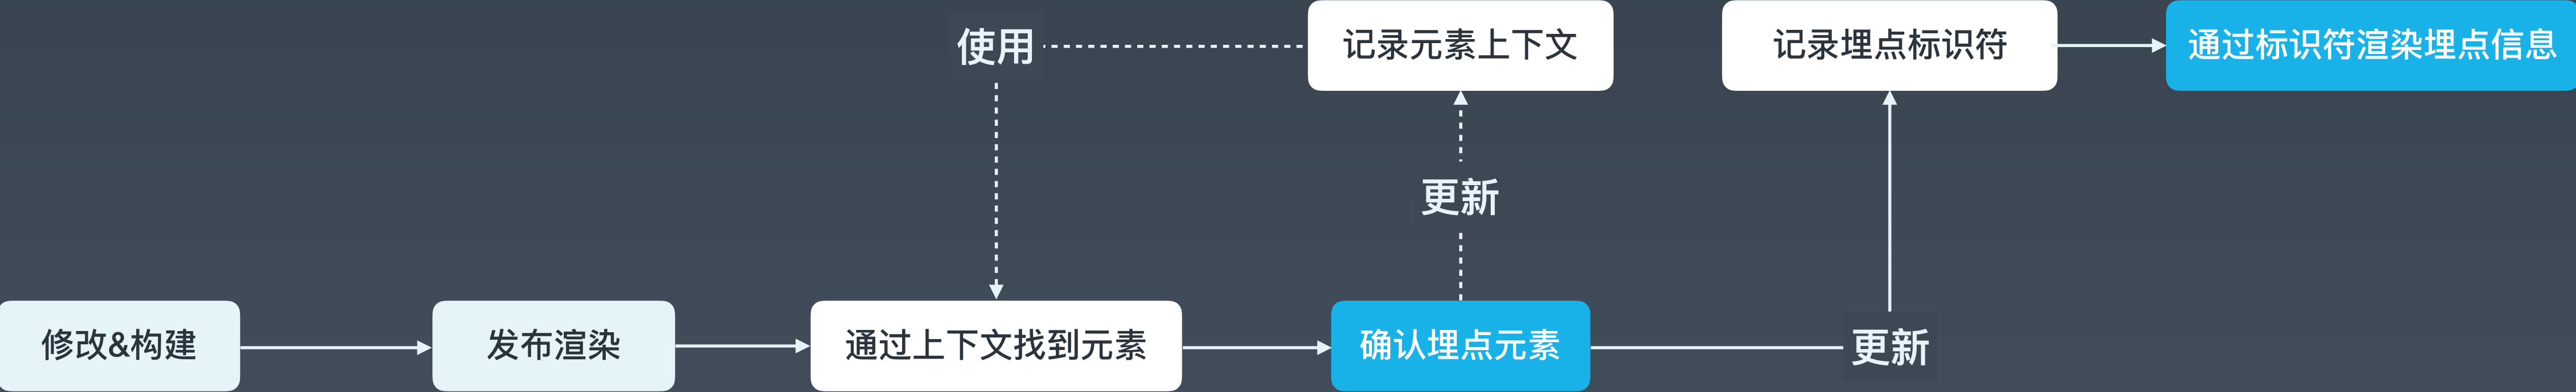 使用
记录元素上下文
记录埋点标识符
通过标识符渲染埋点信息
更新
修改&构建
发布渲染
通过上下文找到元素
确认埋点元素
更新